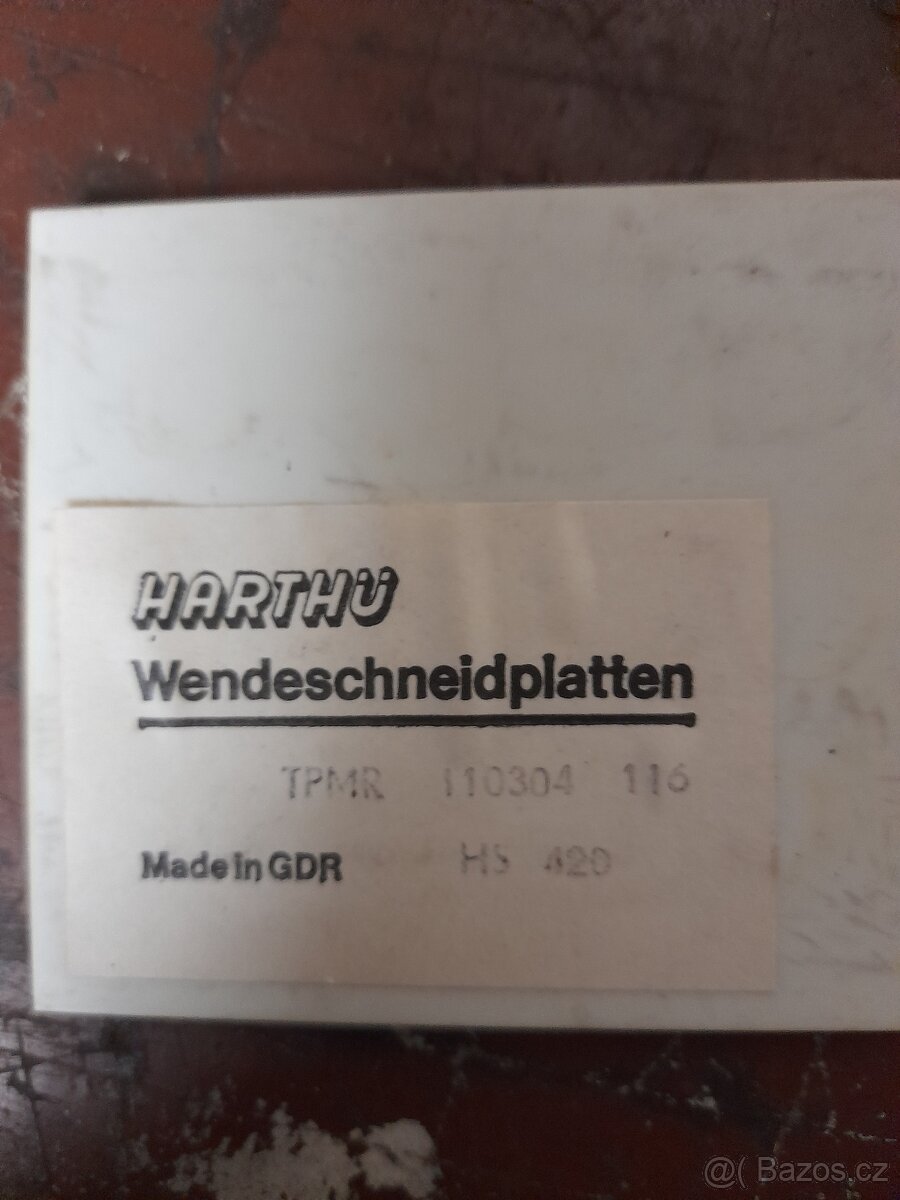 HARTHÜ
Wendeschneidplatten
TPMR 110304 116
Made in GDR HS 420
@( Bazos.cz